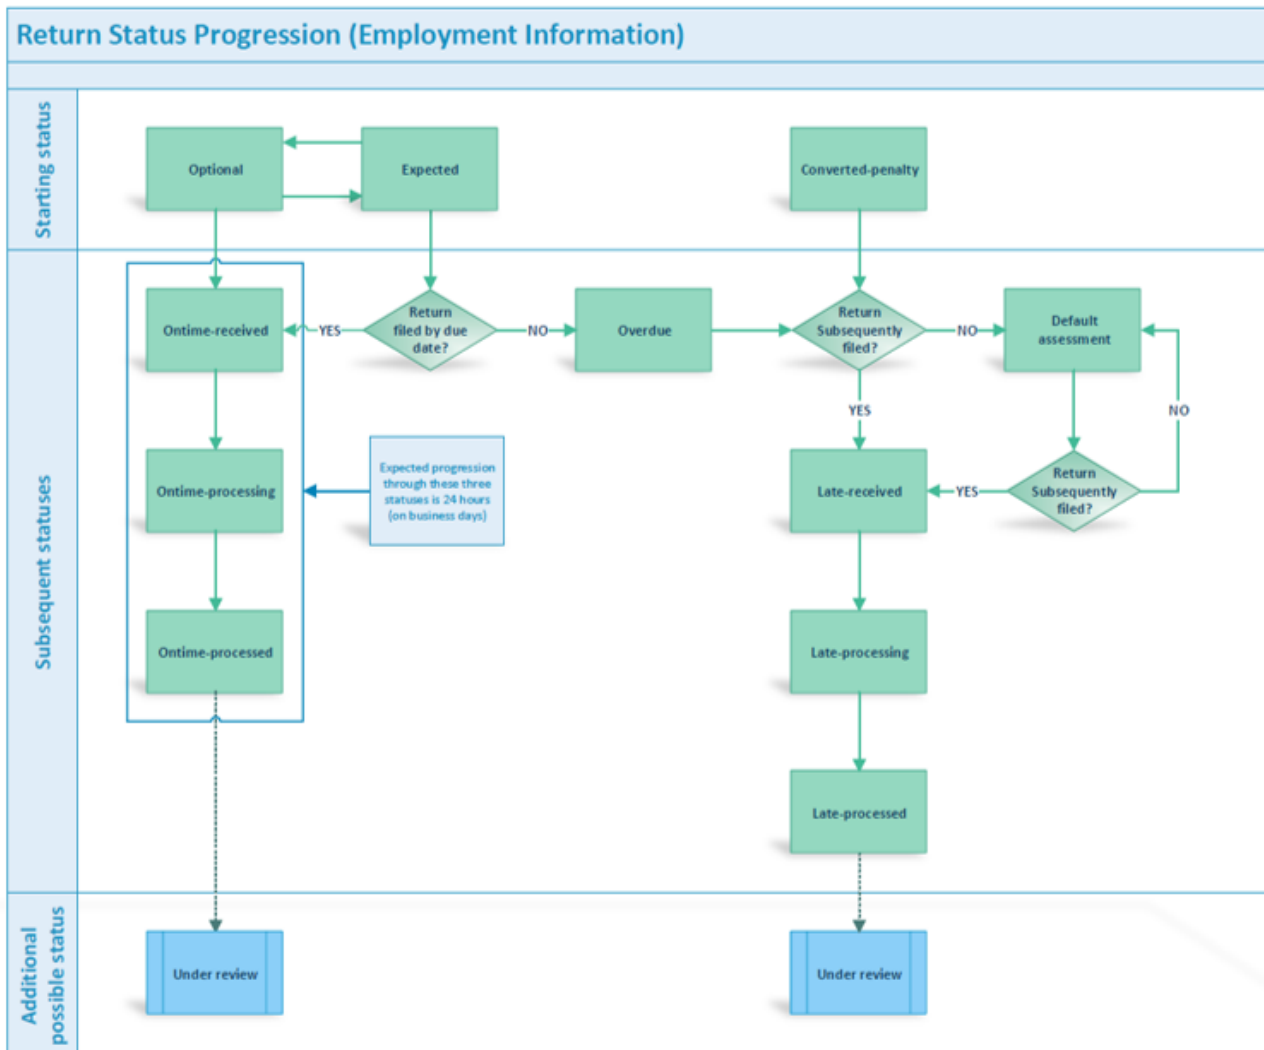 Return Status Progression (Employment Information)
Starting status
Optional
Expected
Converted-penalty
Subsequent statuses
Ontime-received
YES
Return
filed by due
date?
NO
Overdue
Return
Subsequently
filed?
NO
Default
assessment
YES
NO
Expected progression
through these three
statuses is 24 hours
(on business days)
Ontime-processing
Late-received
YES
Return
Subsequently
filed?
Ontime-processed
Late-processing
Late-processed
Additional
possible status
Under review
Under review